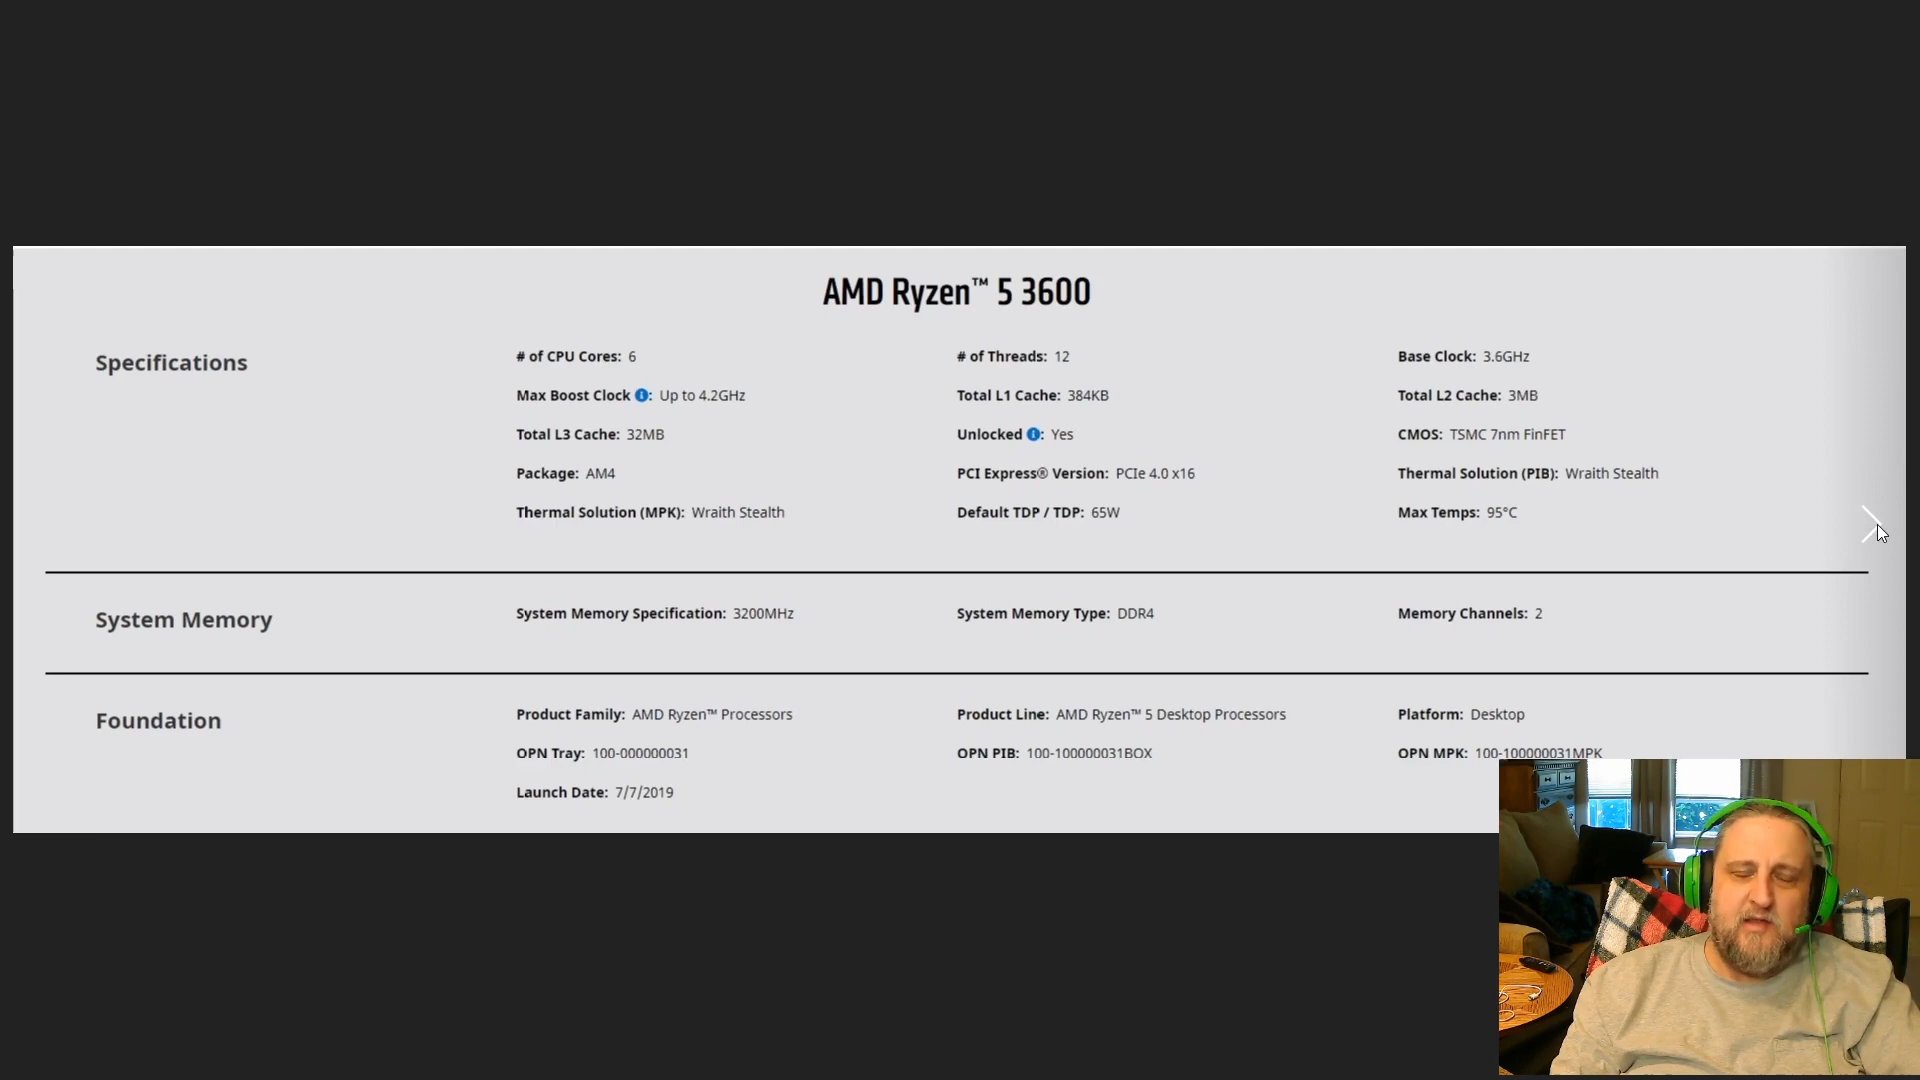 AMD Ryzen™ 5 3600
Specifications
# of CPU Cores: 6
# of Threads: 12
Base Clock: 3.6GHz
Max Boost Clock : Up to 4.2GHz
Total L1 Cache: 384KB
Total L2 Cache: 3MB
Total L3 Cache: 32MB
Unlocked : Yes
CMOS: TSMC 7nm FinFET
Package: AM4
PCI Express® Version: PCIe 4.0 x16
Thermal Solution (PIB): Wraith Stealth
Thermal Solution (MPK): Wraith Stealth
Default TDP / TDP: 65W
Max Temps: 95°C
System Memory
System Memory Specification: 3200MHz
System Memory Type: DDR4
Memory Channels: 2
Foundation
Product Family: AMD Ryzen™ Processors
Product Line: AMD Ryzen™ 5 Desktop Processors
Platform: Desktop
OPN Tray: 100-000000031
OPN PIB: 100-100000031BOX
OPN MPK: 100-100000031MPK
Launch Date: 7/7/2019